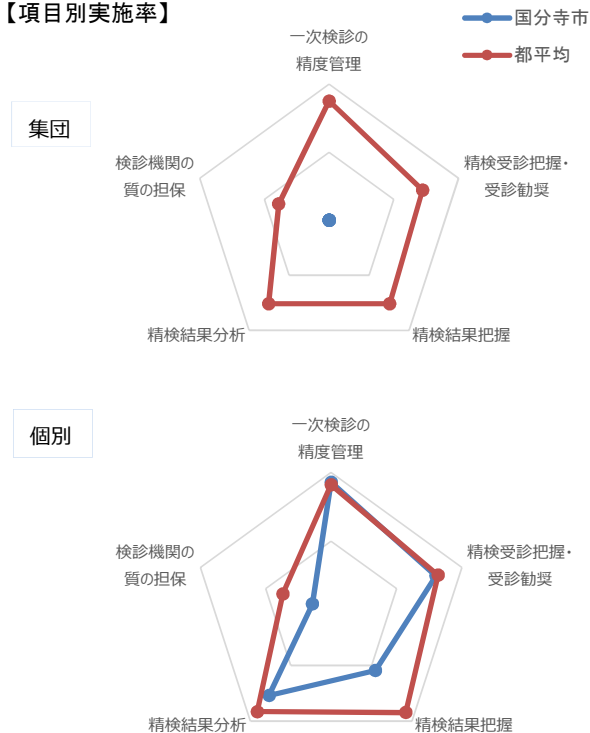 【項目別実施率】
国分寺市
都平均
集団
一次検診の
精度管理
精検受診把握・
受診勧奨
精検結果把握
精検結果分析
検診機関の
質の担保
個別
一次検診の
精度管理
精検受診把握・
受診勧奨
精検結果把握
精検結果分析
検診機関の
質の担保